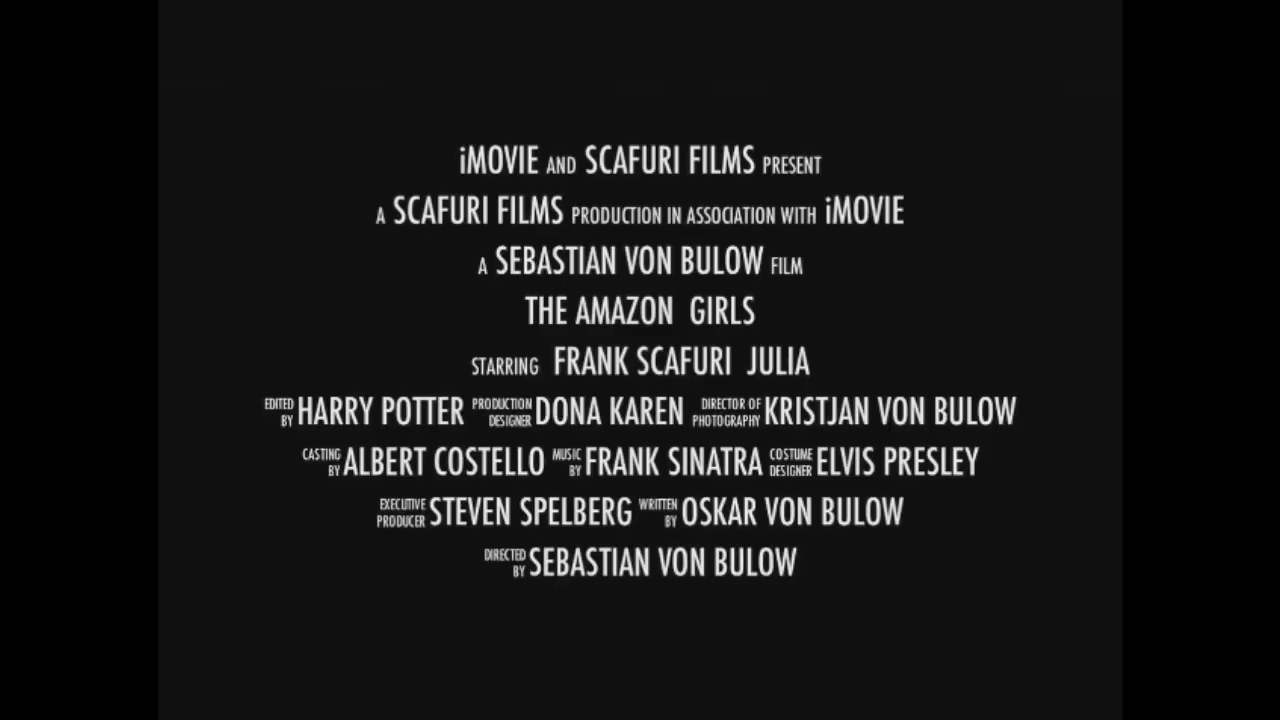 iMOVIE AND SCAFURI FILMS PRESENT
A SCAFURI FILMS PRODUCTION IN ASSOCIATION WITH iMOVIE
A SEBASTIAN VON BULOW FILM
THE AMAZON GIRLS
STARRING FRANK SCAFURI JULIA
EDITED BY HARRY POTTER PRODUCTION DESIGNER DONA KAREN DIRECTOR OF PHOTOGRAPHY KRISTJAN VON BULOW
CASTING BY ALBERT COSTELLO MUSIC BY FRANK SINATRA COSTUME DESIGNER ELVIS PRESLEY
EXECUTIVE PRODUCER STEVEN SPELBERG WRITTEN BY OSKAR VON BULOW
DIRECTED BY SEBASTIAN VON BULOW